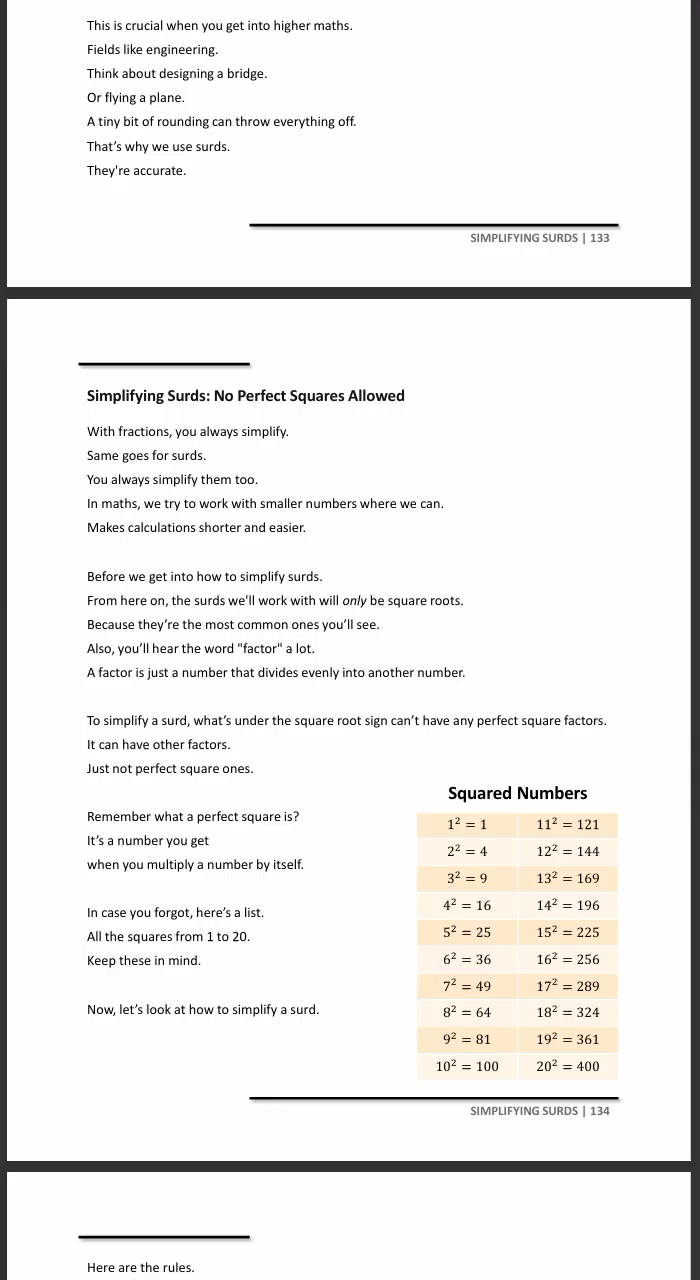 This is crucial when you get into higher maths.
Fields like engineering.
Think about designing a bridge.
Or flying a plane.
A tiny bit of rounding can throw everything off.
That’s why we use surds.
They're accurate.
SIMPLIFYING SURDS | 133
Simplifying Surds: No Perfect Squares Allowed
With fractions, you always simplify.
Same goes for surds.
You always simplify them too.
In maths, we try to work with smaller numbers where we can.
Makes calculations shorter and easier.
Before we get into how to simplify surds.
From here on, the surds we'll work with will only be square roots.
Because they’re the most common ones you’ll see.
Also, you’ll hear the word "factor" a lot.
A factor is just a number that divides evenly into another number.
To simplify a surd, what’s under the square root sign can’t have any perfect square factors.
It can have other factors.
Just not perfect square ones.
Remember what a perfect square is?
It’s a number you get
when you multiply a number by itself.
In case you forgot, here’s a list.
All the squares from 1 to 20.
Keep these in mind.
Now, let’s look at how to simplify a surd.
Squared Numbers
1² = 1 11² = 121
2² = 4 12² = 144
3² = 9 13² = 169
4² = 16 14² = 196
5² = 25 15² = 225
6² = 36 16² = 256
7² = 49 17² = 289
8² = 64 18² = 324
9² = 81 19² = 361
10² = 100 20² = 400
SIMPLIFYING SURDS | 134
Here are the rules.